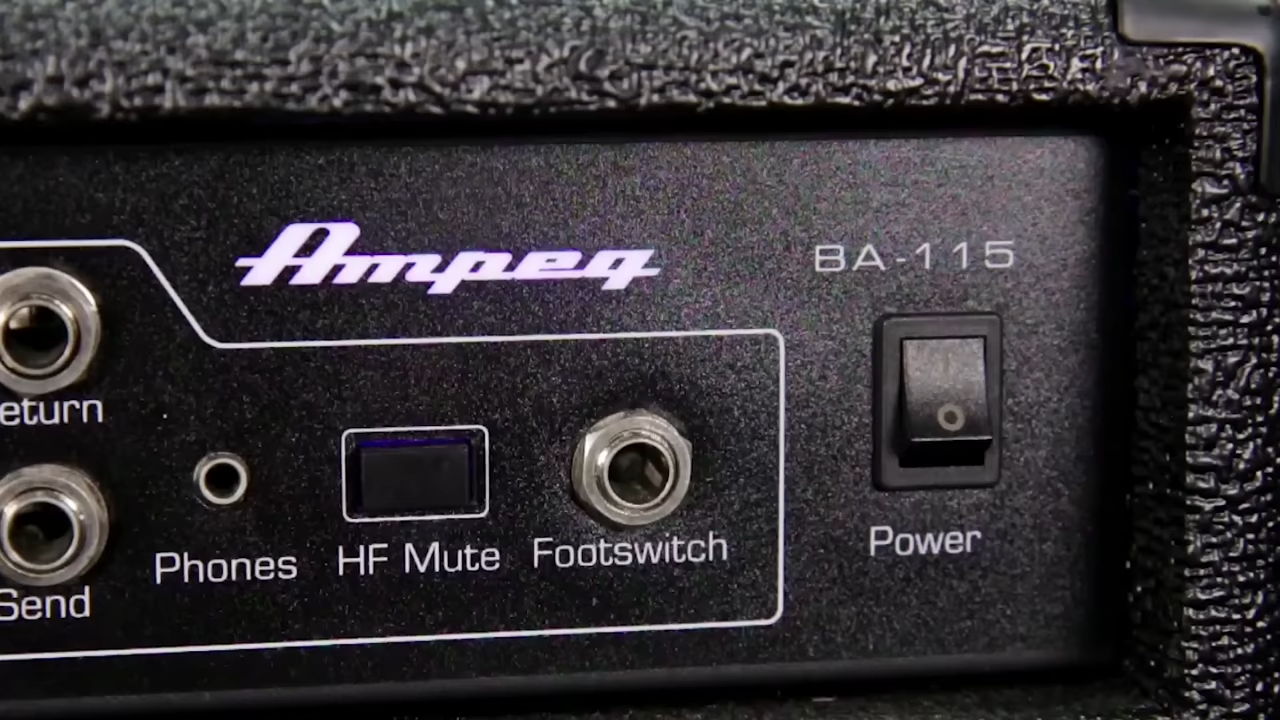 Ampeg
BA-115
eturn
Phones
HF Mute
Footswitch
Power
Send